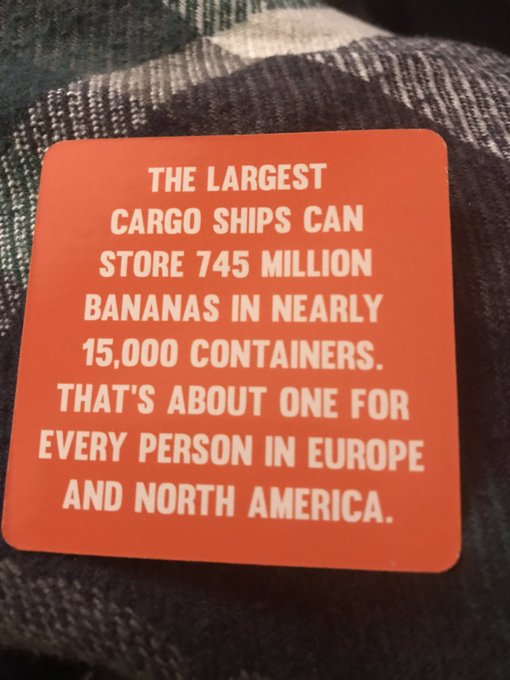 THE LARGEST
CARGO SHIPS CAN
STORE 745 MILLION
BANANAS IN NEARLY
15,000 CONTAINERS.
THAT'S ABOUT ONE FOR
EVERY PERSON IN EUROPE
AND NORTH AMERICA.